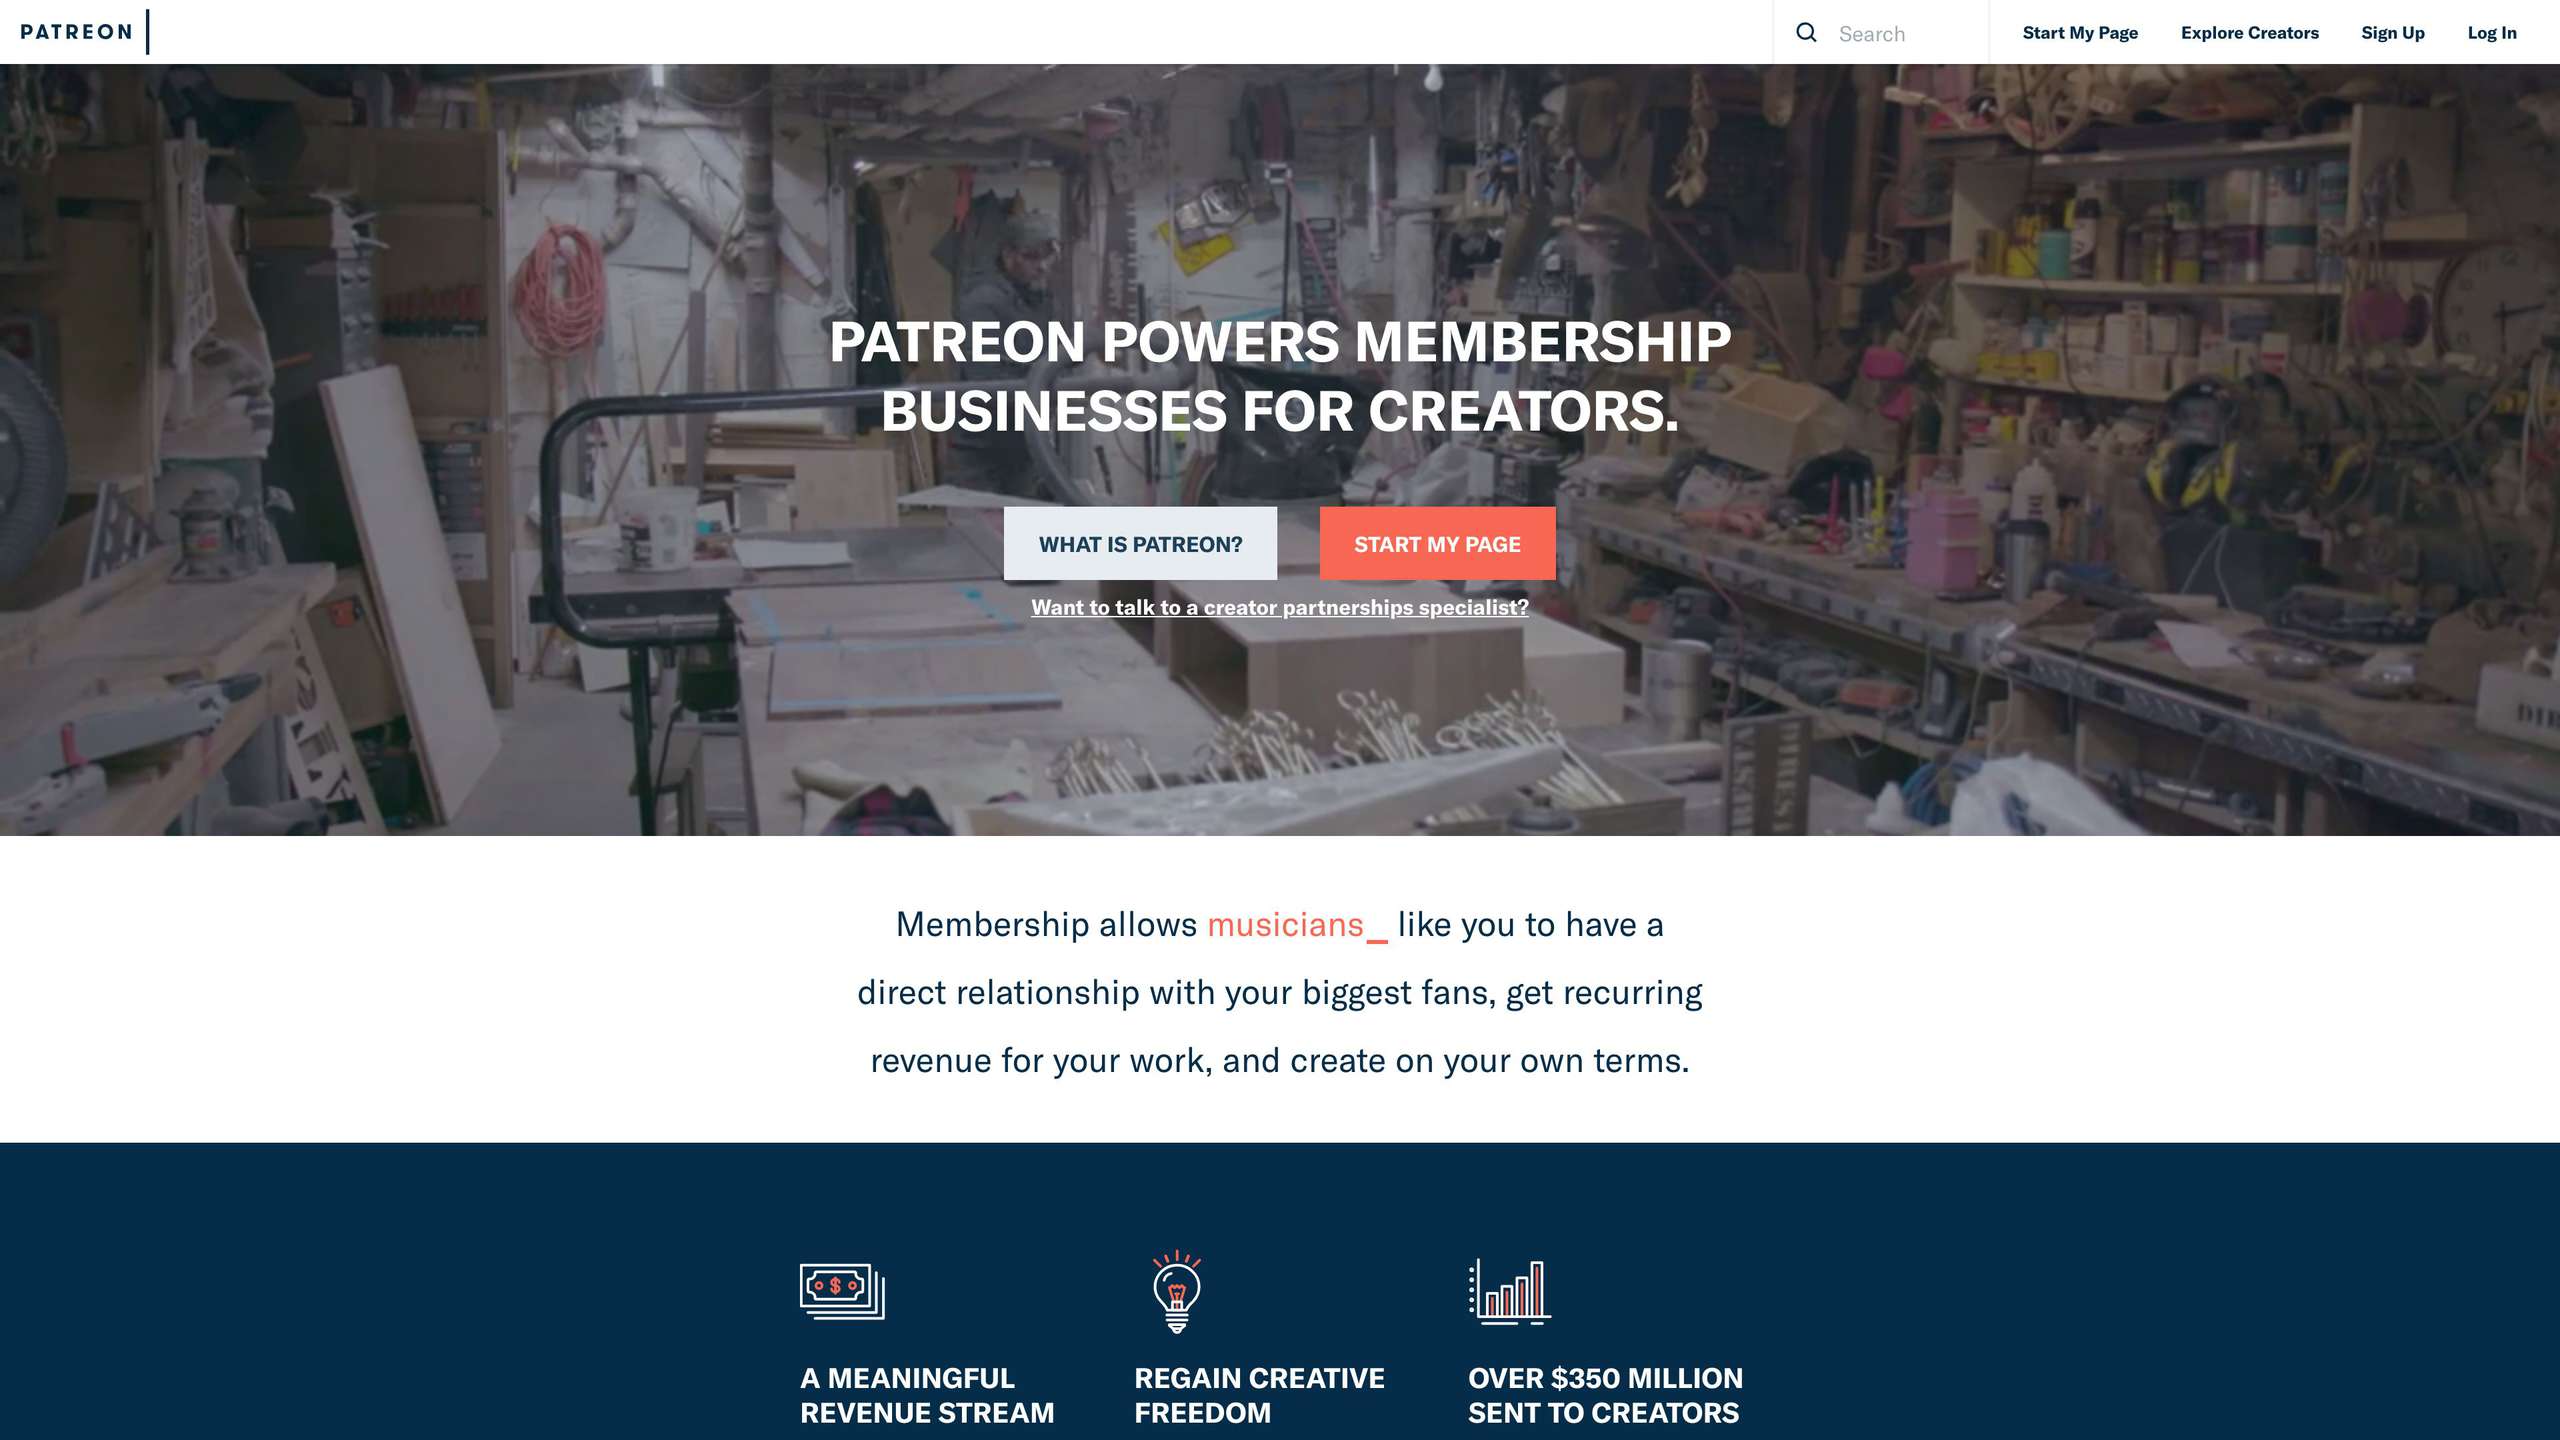 PATREON
Search
Start My Page
Explore Creators
Sign Up
Log In
PATREON POWERS MEMBERSHIP
BUSINESSES FOR CREATORS.
WHAT IS PATREON?
START MY PAGE
Want to talk to a creator partnerships specialist?
Membership allows musicians_ like you to have a
direct relationship with your biggest fans, get recurring
revenue for your work, and create on your own terms.
A MEANINGFUL
REVENUE STREAM
REGAIN CREATIVE
FREEDOM
OVER $350 MILLION
SENT TO CREATORS